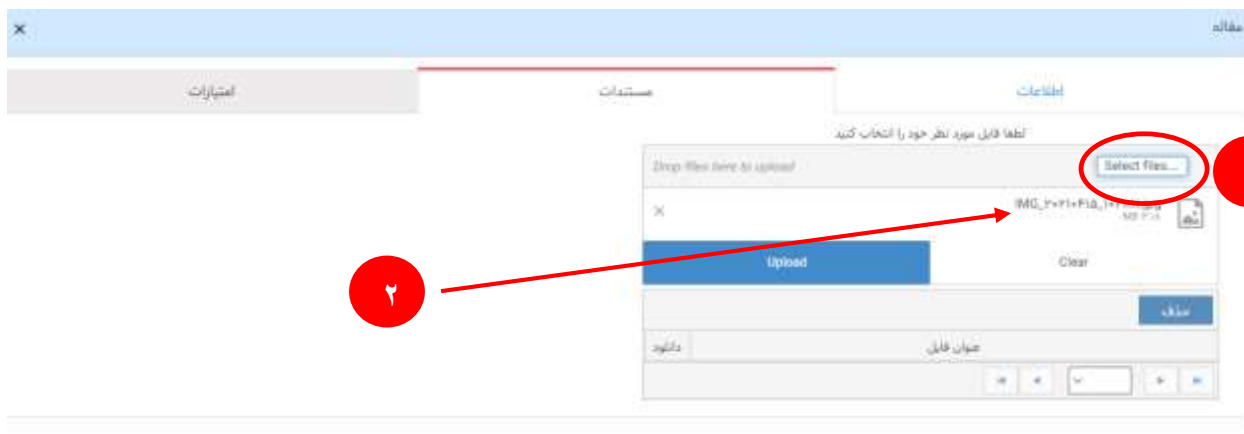 مقاله
×
اطلاعات
مستندات
امتیازات
لطفا فایل مورد نظر خود را انتخاب کنید
Select files...
Drop files here to upload
×
Clear
Upload
۲
حذف
عنوان فایل
دانلود